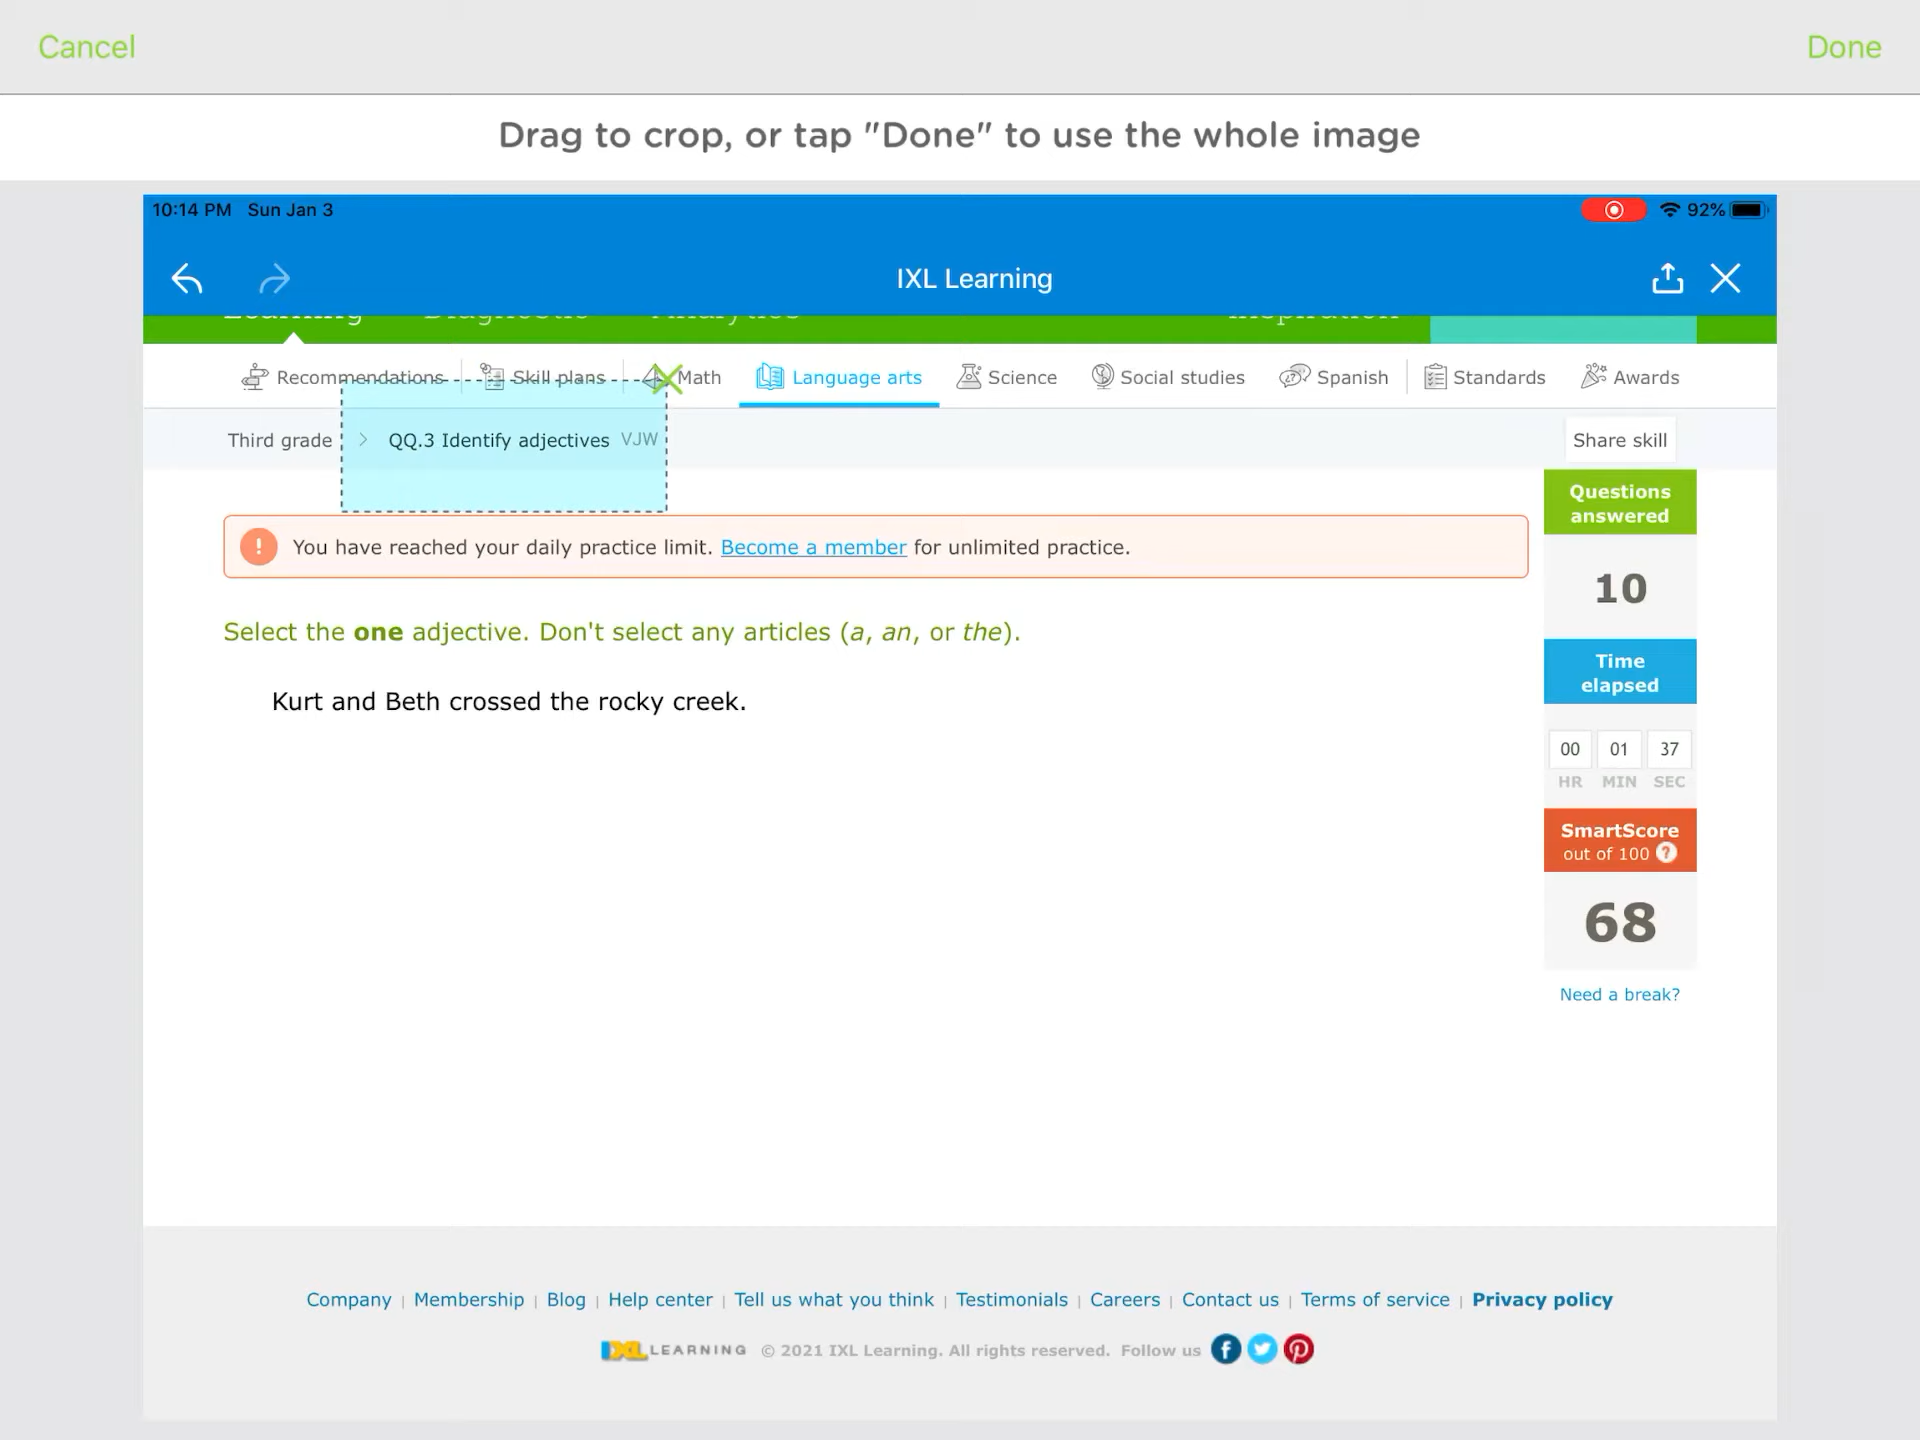 Cancel
Done
Drag to crop, or tap "Done" to use the whole image
10:14 PM Sun Jan 3
92%
IXL Learning
Learning Diagnostic Analytics Inspiration
Recommendations Skill plans Math Language arts Science Social studies Spanish Standards Awards
Third grade > QQ.3 Identify adjectives VJW
Share skill
Questions
answered
! You have reached your daily practice limit. Become a member for unlimited practice.
10
Select the one adjective. Don't select any articles (a, an, or the).
Time
elapsed
Kurt and Beth crossed the rocky creek.
00 01 37
HR MIN SEC
SmartScore
out of 100 ?
68
Need a break?
Company | Membership | Blog | Help center | Tell us what you think | Testimonials | Careers | Contact us | Terms of service | Privacy policy
IXL LEARNING © 2021 IXL Learning. All rights reserved. Follow us